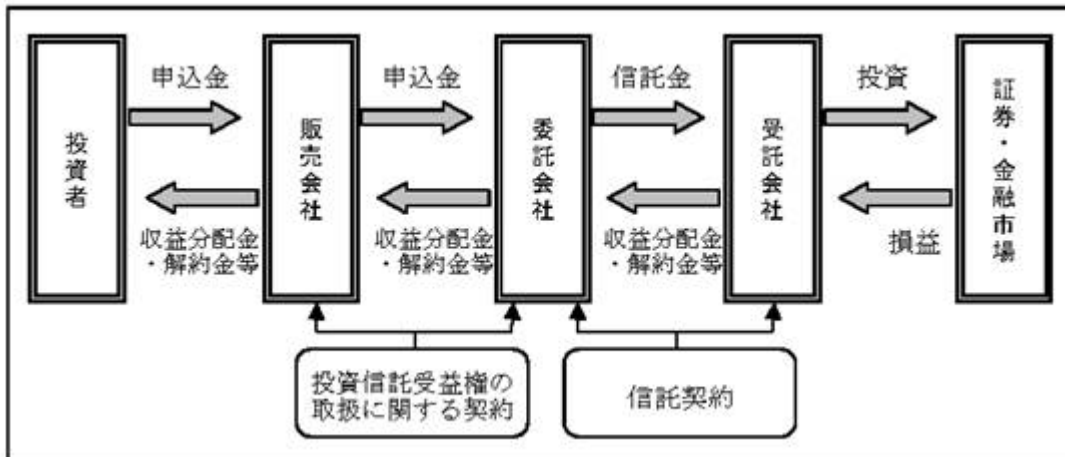 投資者
申込金
収益分配金
・解約金等
販売会社
申込金
収益分配金
・解約金等
委託会社
信託金
収益分配金
・解約金等
受託会社
投資
損益
証券・金融市場
投資信託受益権の
取扱に関する契約
信託契約